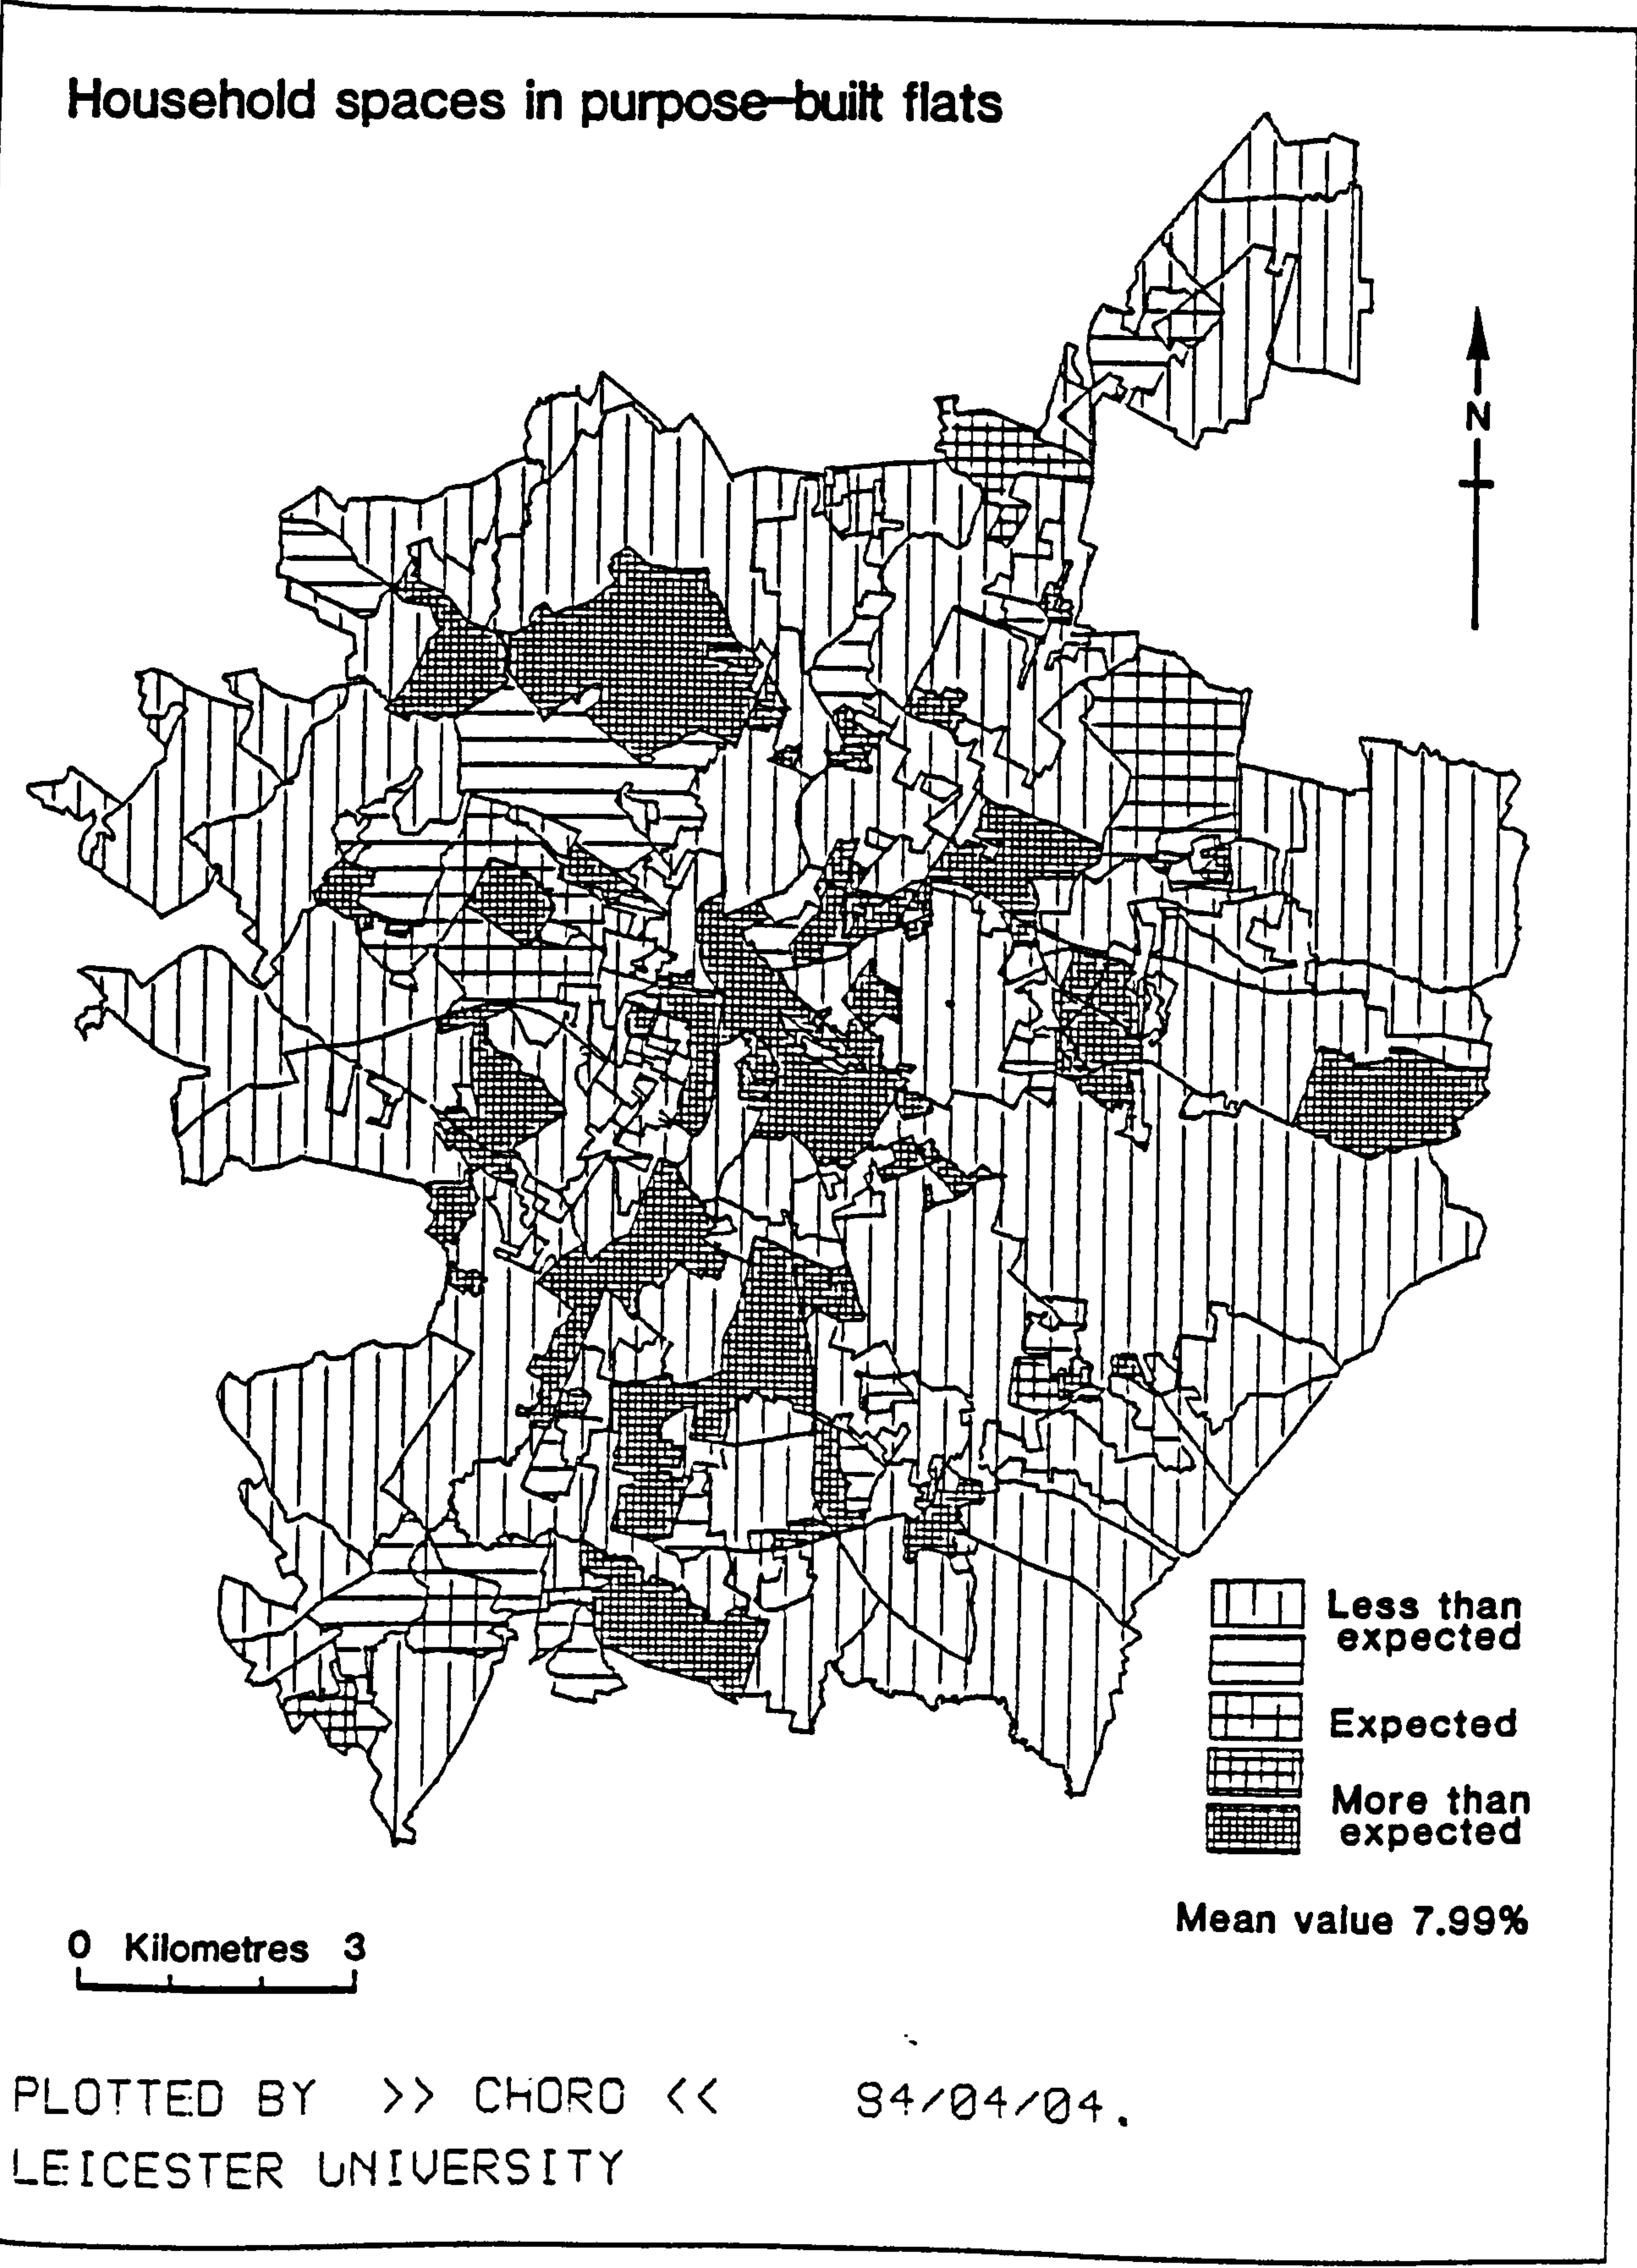 Household spaces in purpose-built flats
N
Less than
expected
Expected
More than
expected
Mean value 7.99%
0 Kilometres 3
PLOTTED BY >> CHORO << 84/04/04.
LEICESTER UNIVERSITY